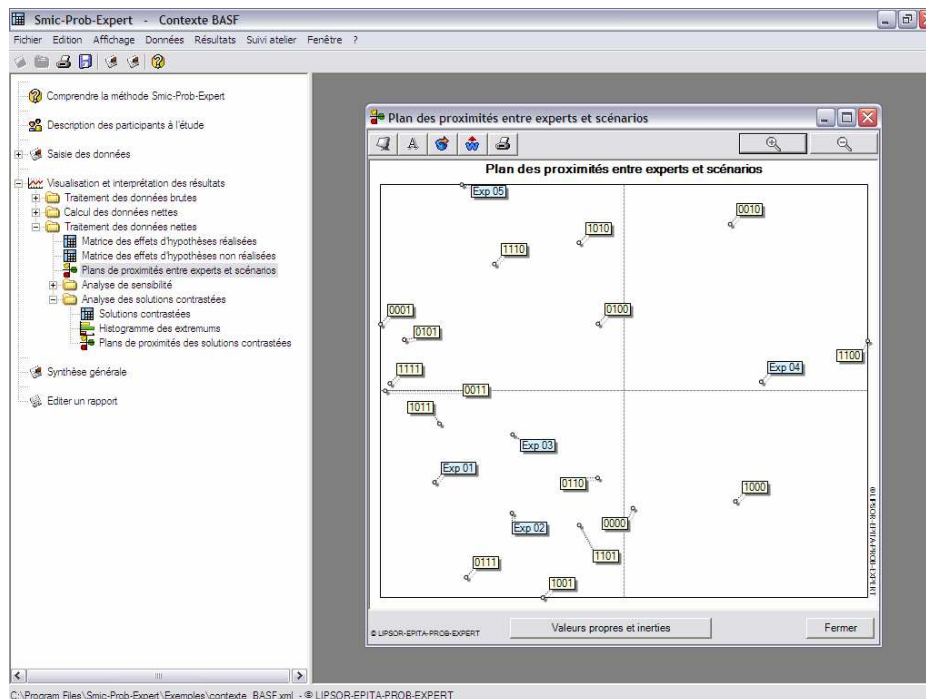 Smic-Prob-Expert - Contexte BASF
Fichier Edition Affichage Données Résultats Suivi atelier Fenêtre ?
Comprendre la méthode Smic-Prob-Expert
Description des participants à l'étude
Saisie des données
Visualisation et interprétation des résultats
Traitement des données brutes
Calcul des données nettes
Traitement des données nettes
Matrice des effets d'hypothèses réalisées
Matrice des effets d'hypothèses non réalisées
Plans de proximités entre experts et scénarios
Analyse de sensibilité
Analyse des solutions contrastées
Solutions contrastées
Histogramme des extremums
Plans de proximités des solutions contrastées
Synthèse générale
Editer un rapport
Plan des proximités entre experts et scénarios
A
Plan des proximités entre experts et scénarios
Exp 05
0010
1010
1110
0001
0100
0101
1100
1111
Exp 04
0011
1011
Exp 03
Exp 01
0110
1000
0000
Exp 02
1101
0111
1001
© LIPSOR-EPITA-PROB-EXPERT
© LIPSOR-EPITA-PROB-EXPERT
Valeurs propres et inerties
Fermer
C:\Program Files\Smic-Prob-Expert\Exemples\contexte_BASF.xml - © LIPSOR-EPITA-PROB-EXPERT